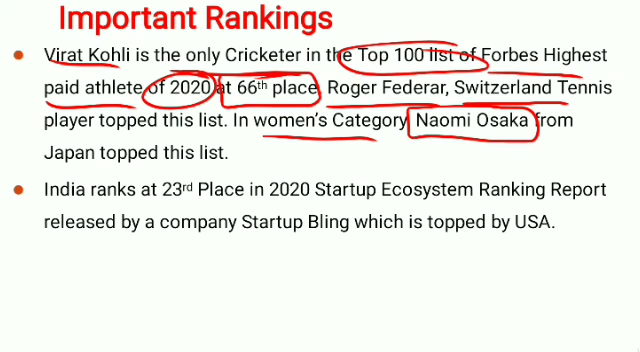 Important Rankings
Virat Kohli is the only Cricketer in the Top 100 list of Forbes Highest
paid athlete of 2020 at 66th place, Roger Federar, Switzerland Tennis
player topped this list. In women's Category Naomi Osaka from
Japan topped this list.
India ranks at 23rd Place in 2020 Startup Ecosystem Ranking Report
released by a company Startup Bling which is topped by USA.